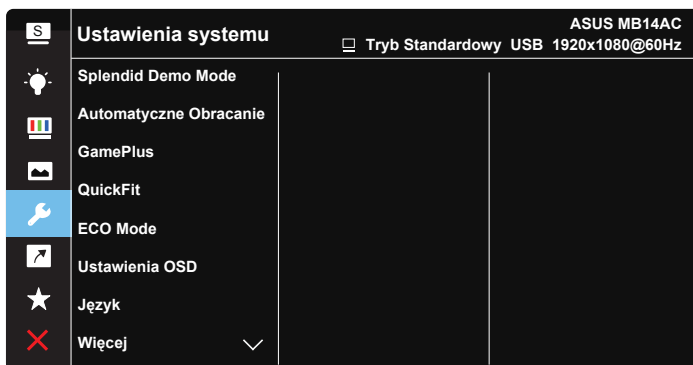 S
Ustawienia systemu
ASUS MB14AC
Tryb Standardowy USB 1920x1080@60Hz
Splendid Demo Mode
Automatyczne Obracanie
GamePlus
QuickFit
ECO Mode
Ustawienia OSD
Język
Więcej